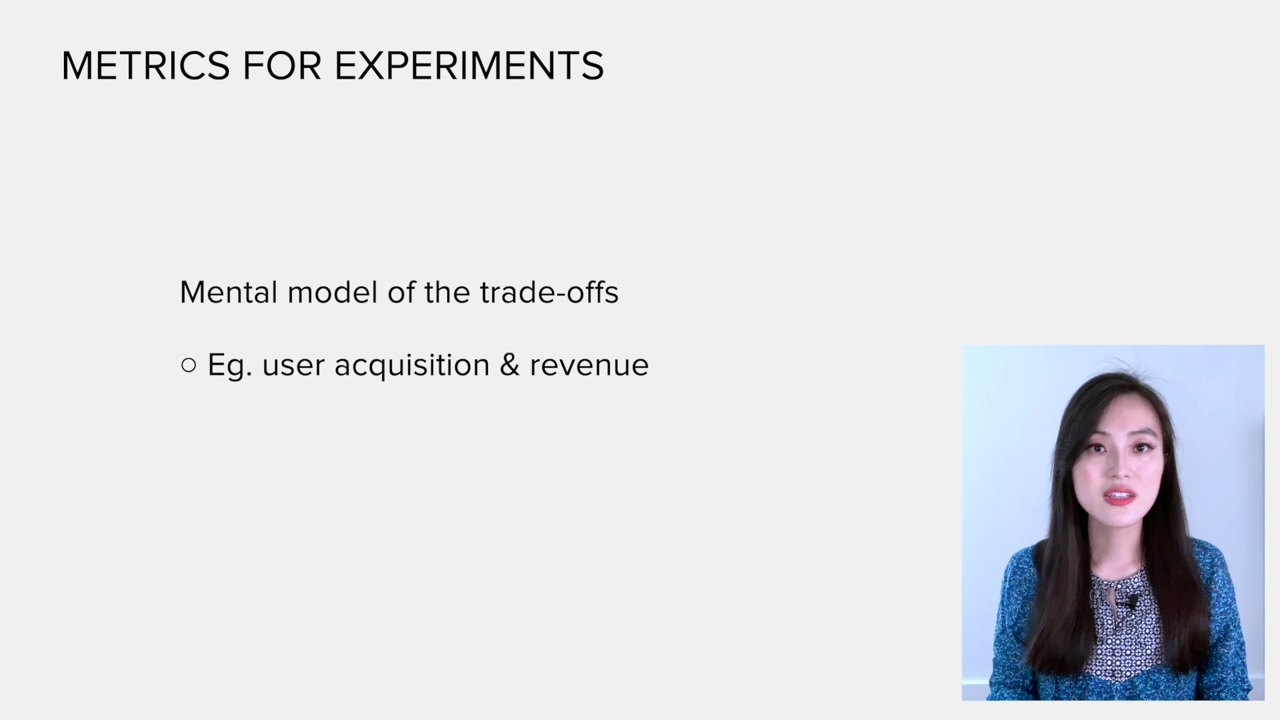 METRICS FOR EXPERIMENTS
Mental model of the trade-offs
○ Eg. user acquisition & revenue